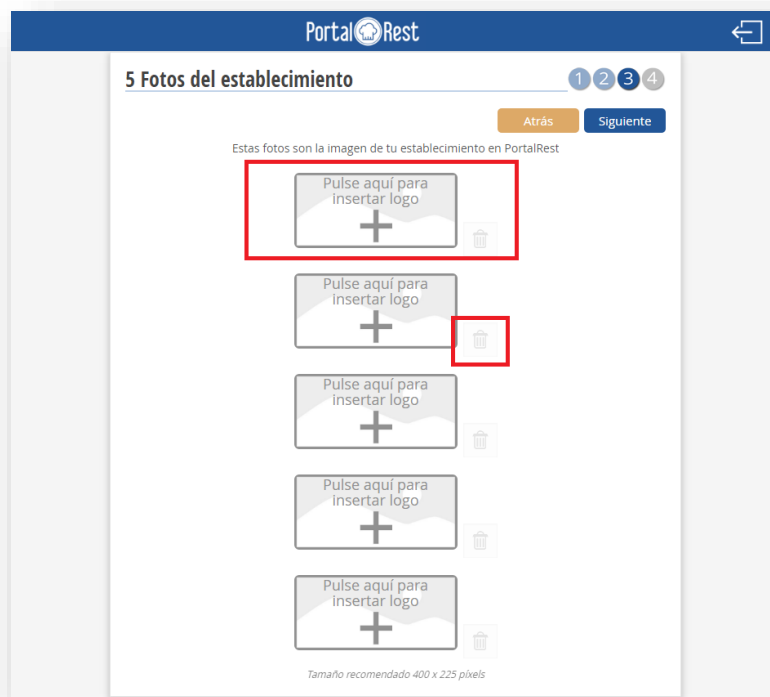 PortalRest
5 Fotos del establecimiento
1 2 3 4
Atrás Siguiente
Estas fotos son la imagen de tu establecimiento en PortalRest
Pulse aquí para
insertar logo
Pulse aquí para
insertar logo
Pulse aquí para
insertar logo
Pulse aquí para
insertar logo
Pulse aquí para
insertar logo
Tamaño recomendado 400 x 225 pixels